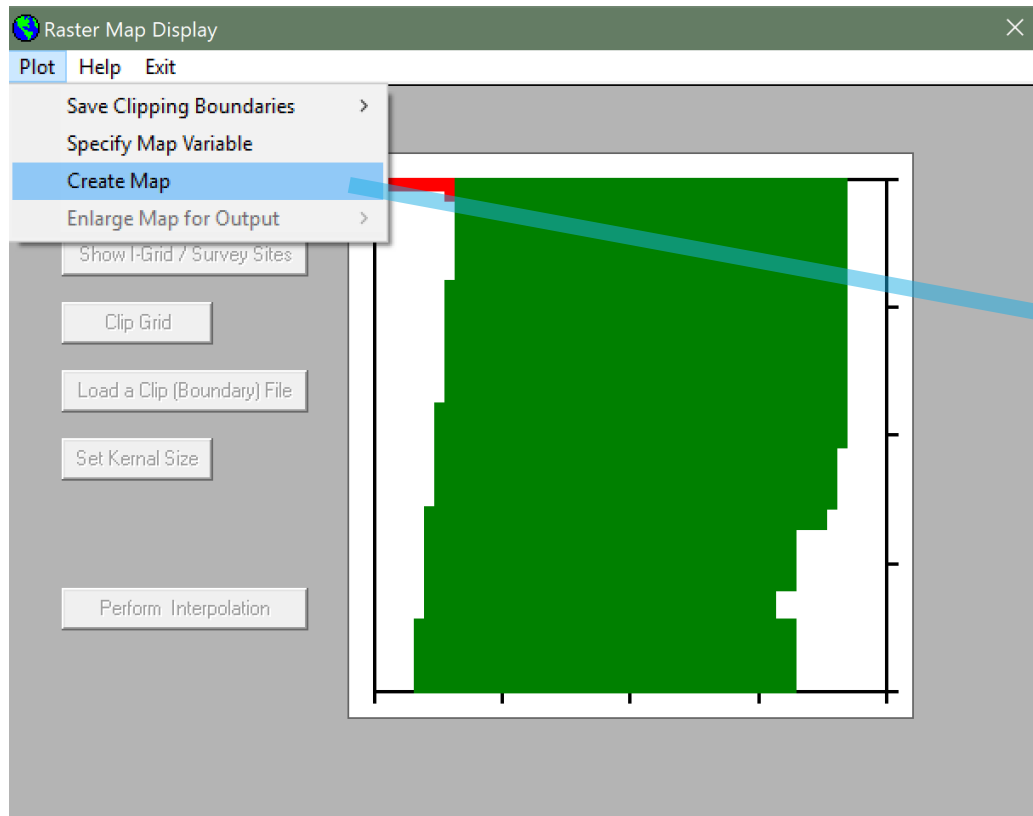 Raster Map Display
Plot Help Exit
Save Clipping Boundaries
Specify Map Variable
Create Map
Enlarge Map for Output
Show I-Grid / Survey Sites
Clip Grid
Load a Clip (Boundary) File
Set Kernal Size
Perform Interpolation